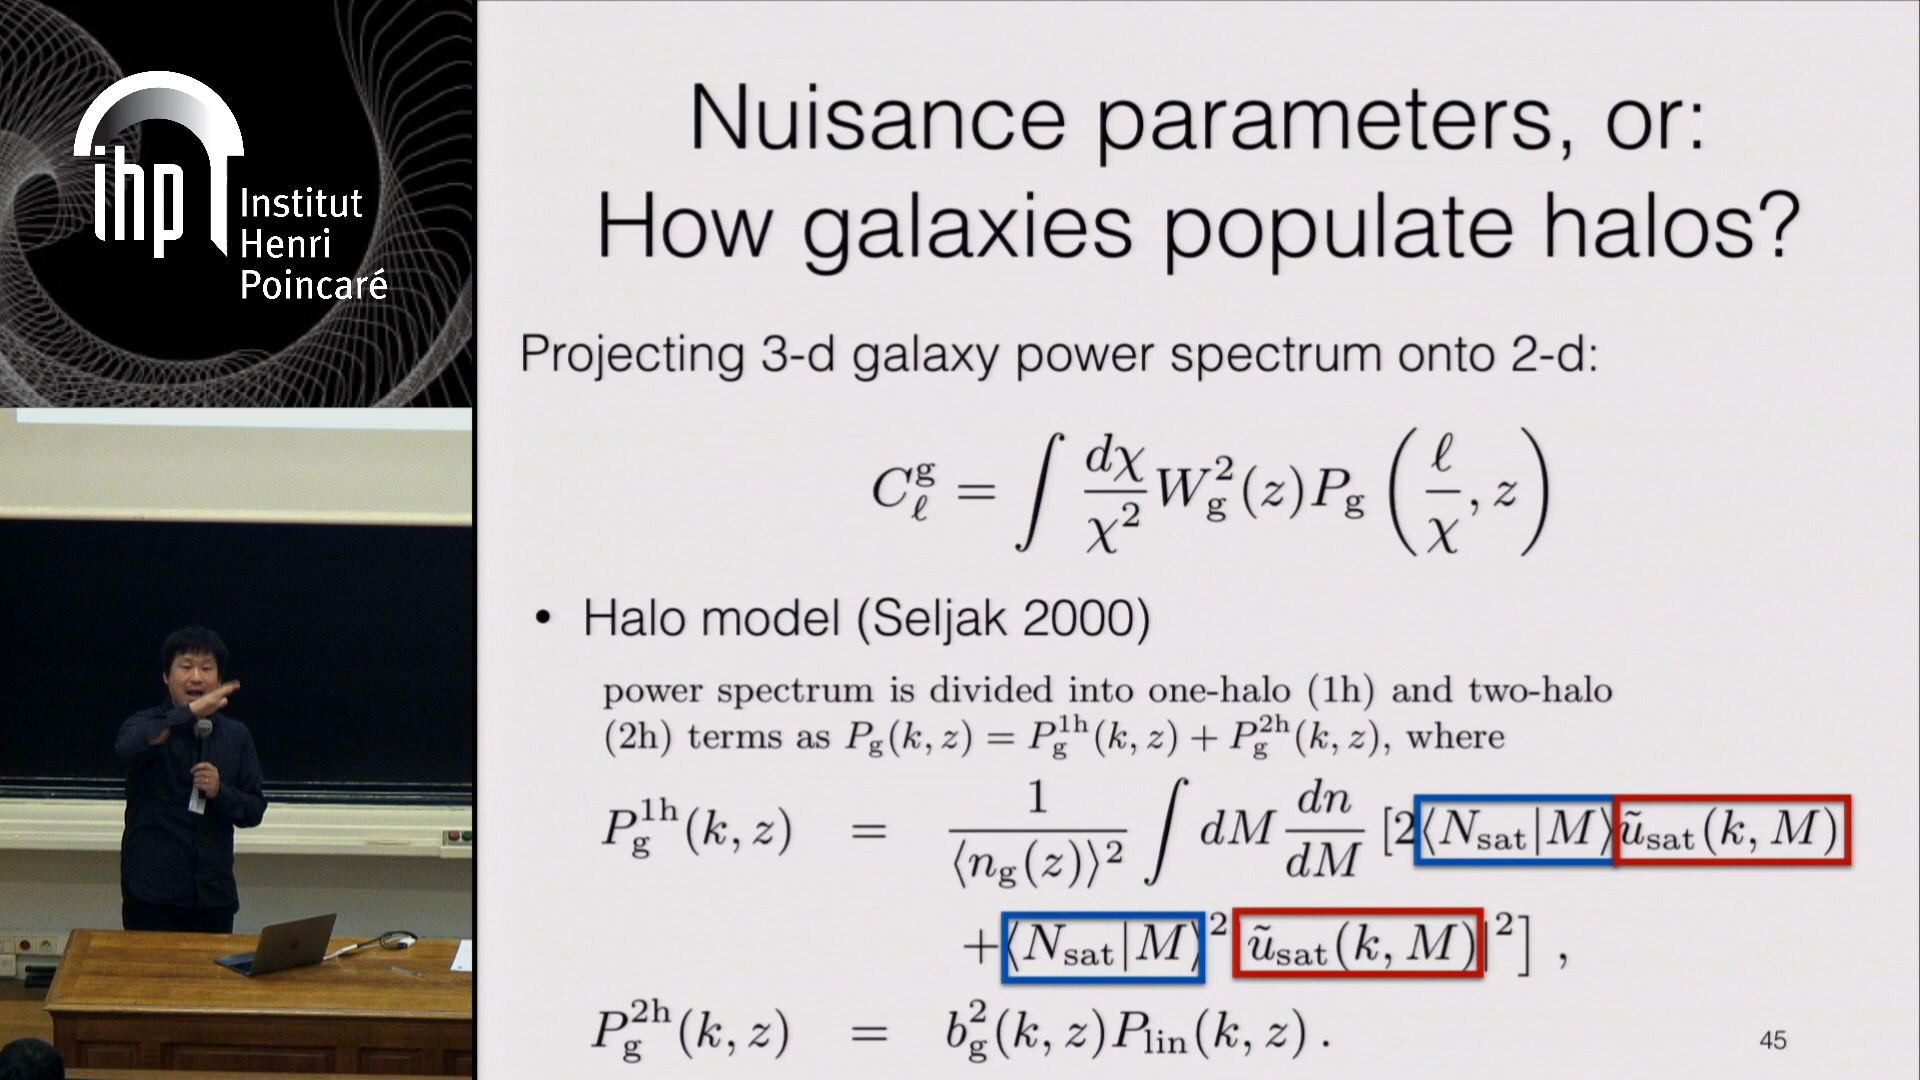 ihp
Institut
Henri
Poincaré
Nuisance parameters, or:
How galaxies populate halos?
Projecting 3-d galaxy power spectrum onto 2-d:
C_ℓ^g = ∫ dχ/χ² W_g²(z) P_g (ℓ/χ, z)
• Halo model (Seljak 2000)
power spectrum is divided into one-halo (1h) and two-halo
(2h) terms as P_g(k, z) = P_g^{1h}(k, z) + P_g^{2h}(k, z), where
P_g^{1h}(k, z) = 1/⟨n_g(z)⟩² ∫ dM dn/dM [2⟨N_sat|M⟩ũ_sat(k, M)
+⟨N_sat|M⟩² ũ_sat(k, M)|²] ,
P_g^{2h}(k, z) = b_g²(k, z)P_lin(k, z) .
45